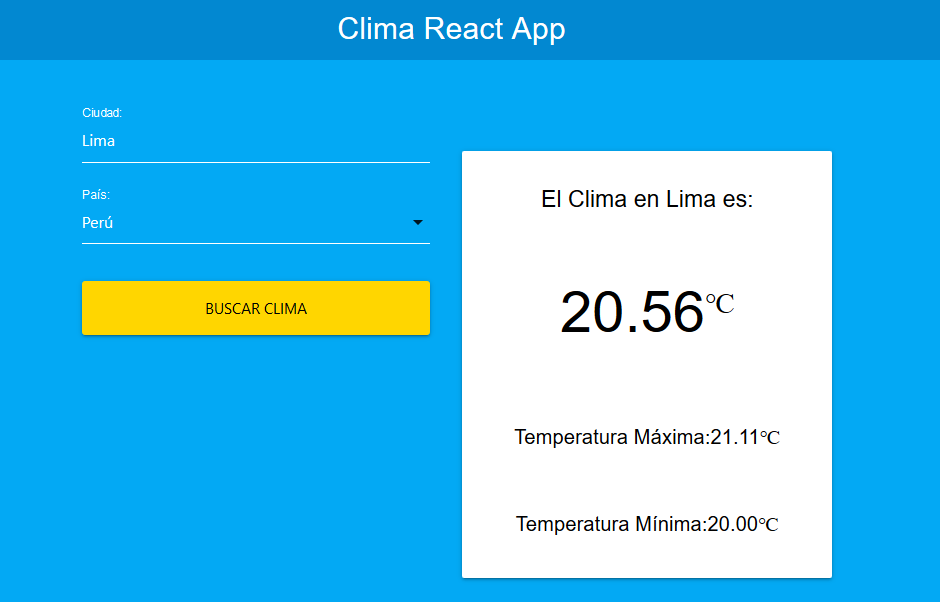 Clima React App
Ciudad:
Lima
País:
Perú
BUSCAR CLIMA
El Clima en Lima es:
20.56℃
Temperatura Máxima:21.11℃
Temperatura Mínima:20.00℃